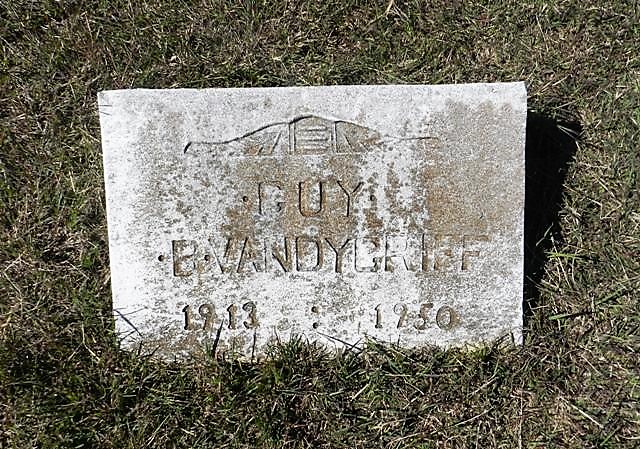 · GUY ·
· B · VANDYGRIFF
1913 : 1950